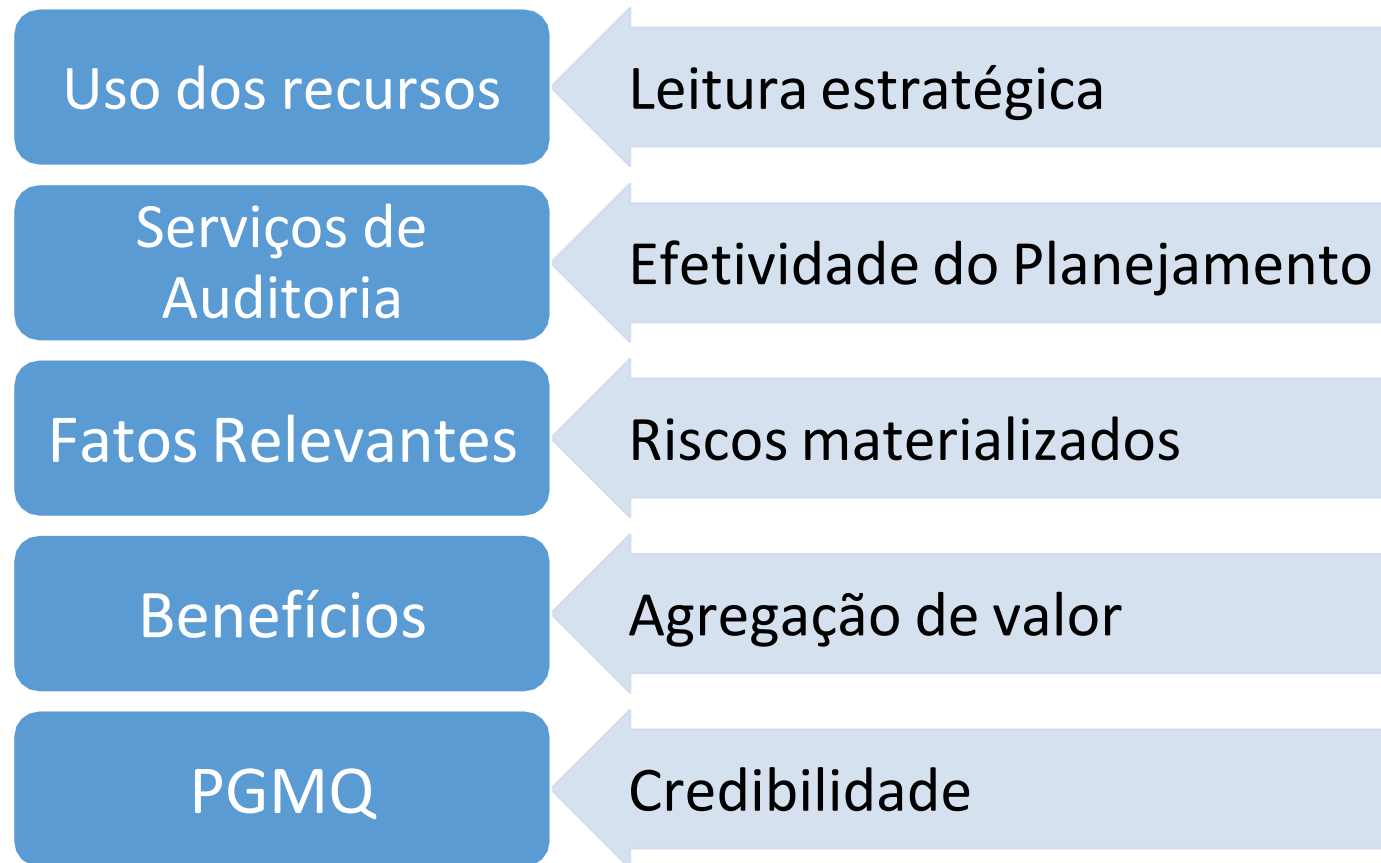 Uso dos recursos
Leitura estratégica
Serviços de
Auditoria
Efetividade do Planejamento
Fatos Relevantes
Riscos materializados
Benefícios
Agregação de valor
PGMQ
Credibilidade